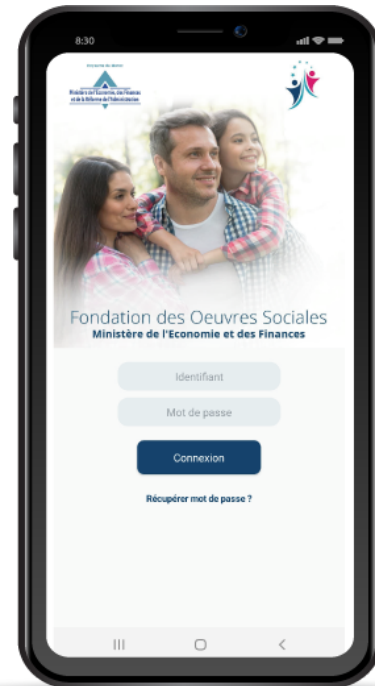 8:30
Ministère de l'Economie, des Finances
et de la Réforme de l'Administration
Fondation des Oeuvres Sociales
Ministère de l'Economie et des Finances
Identifiant
Mot de passe
Connexion
Récupérer mot de passe ?